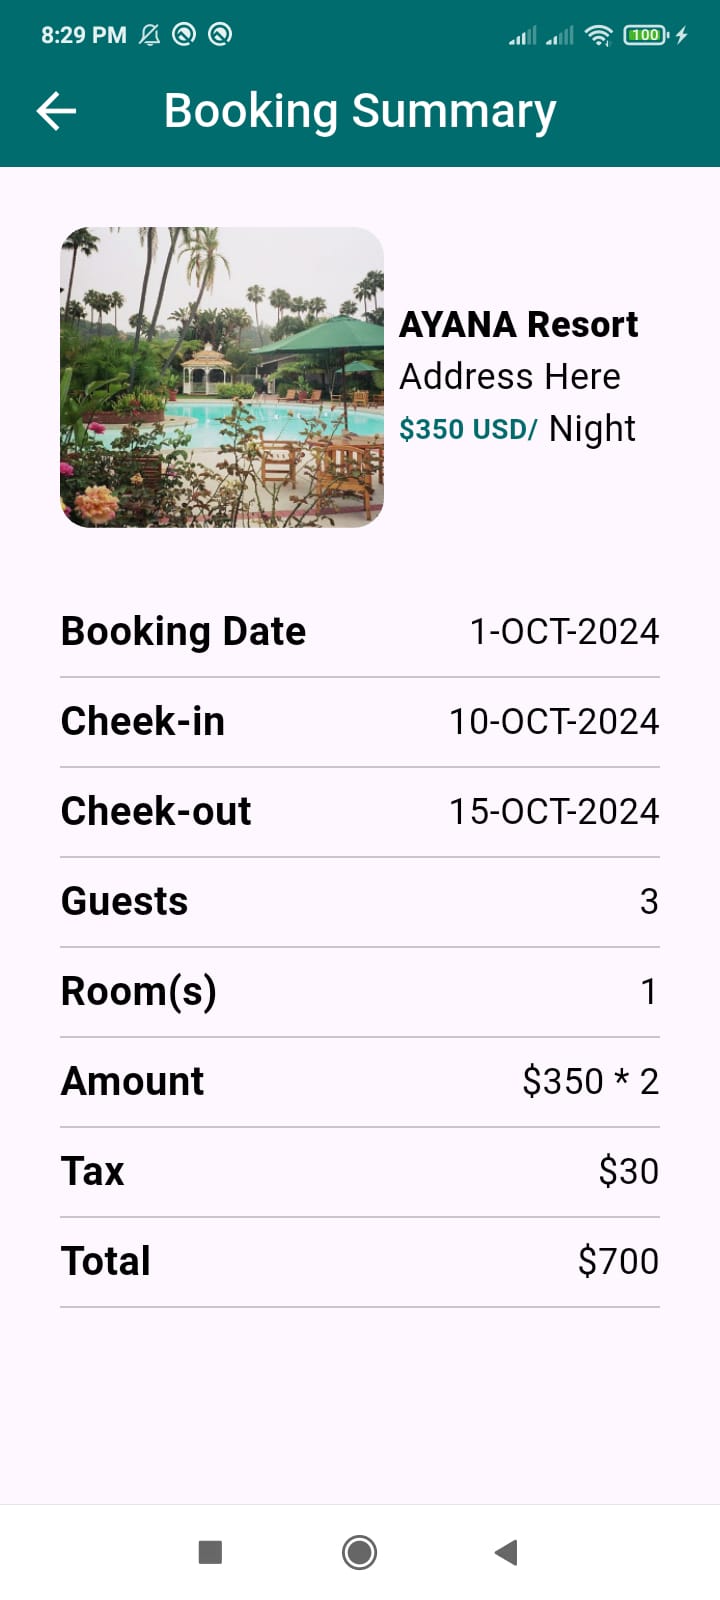 8:29 PM
100
Booking Summary
AYANA Resort
Address Here
$350 USD/ Night
Booking Date 1-OCT-2024
Cheek-in 10-OCT-2024
Cheek-out 15-OCT-2024
Guests 3
Room(s) 1
Amount $350 * 2
Tax $30
Total $700